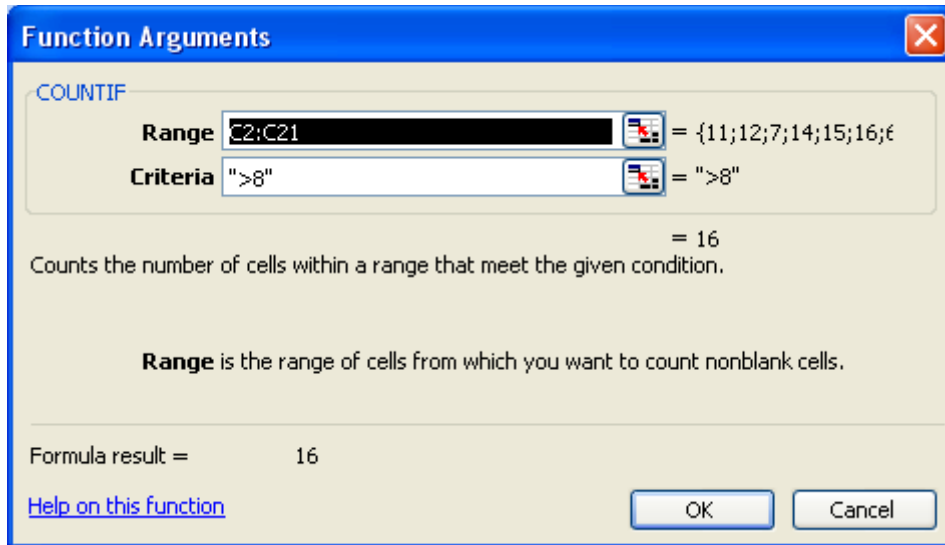 Function Arguments
COUNTIF
Range C2:C21 = {11;12;7;14;15;16;6
Criteria ">8" = ">8"
= 16
Counts the number of cells within a range that meet the given condition.
Range is the range of cells from which you want to count nonblank cells.
Formula result = 16
Help on this function OK Cancel